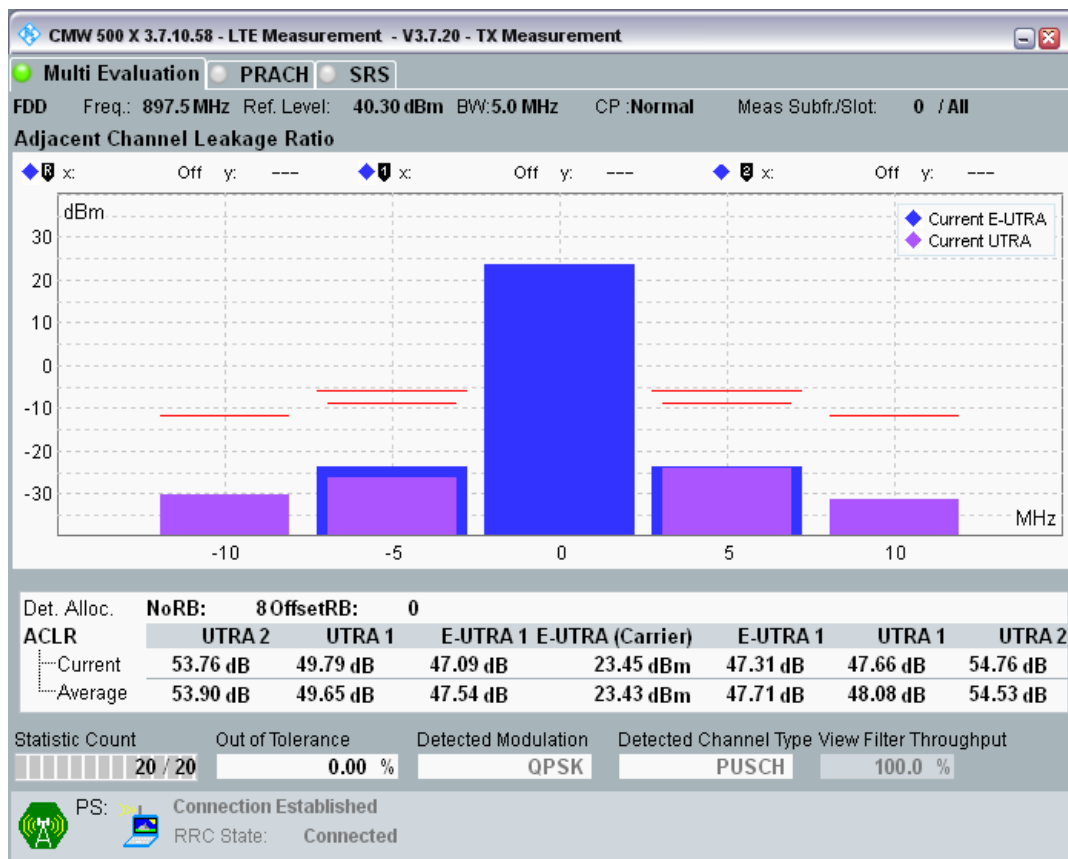 CMW 500 X 3.7.10.58 - LTE Measurement - V3.7.20 - TX Measurement
Multi Evaluation PRACH SRS
FDD Freq.: 897.5 MHz Ref. Level: 40.30 dBm BW:5.0 MHz CP :Normal Meas Subfr./Slot: 0 / All
Adjacent Channel Leakage Ratio
R x: Off y: --- 1 x: Off y: --- 2 x: Off y: ---
dBm
Current E-UTRA
Current UTRA
30
20
10
0
-10
-20
-30
MHz
-10 -5 0 5 10
Det. Alloc. NoRB: 8 OffsetRB: 0
ACLR UTRA 2 UTRA 1 E-UTRA 1 E-UTRA (Carrier) E-UTRA 1 UTRA 1 UTRA 2
Current 53.76 dB 49.79 dB 47.09 dB 23.45 dBm 47.31 dB 47.66 dB 54.76 dB
Average 53.90 dB 49.65 dB 47.54 dB 23.43 dBm 47.71 dB 48.08 dB 54.53 dB
Statistic Count Out of Tolerance Detected Modulation Detected Channel Type View Filter Throughput
20 / 20 0.00 % QPSK PUSCH 100.0 %
PS: Connection Established
RRC State: Connected